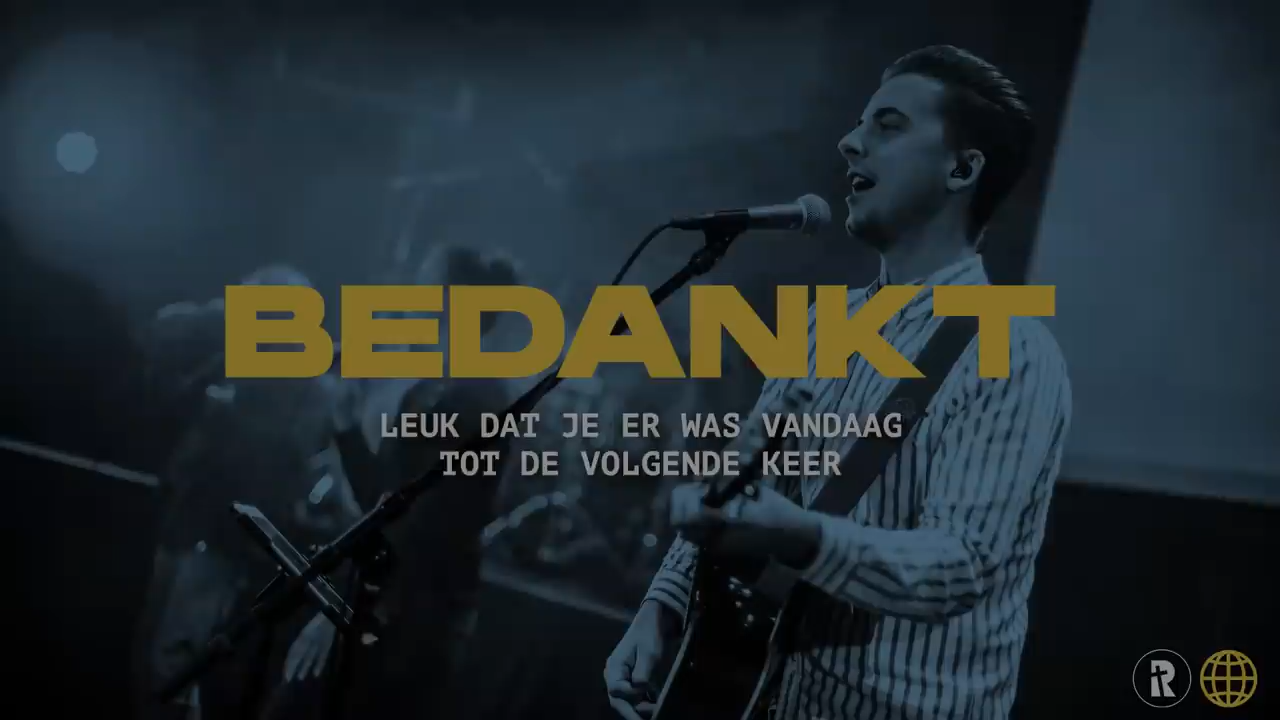 BEDANKT
LEUK DAT JE ER WAS VANDAAG
TOT DE VOLGENDE KEER
R